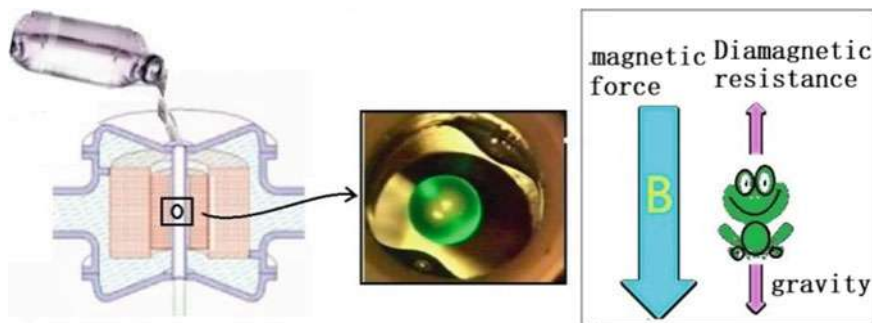 magnetic
force
Diamagnetic
resistance
B
gravity